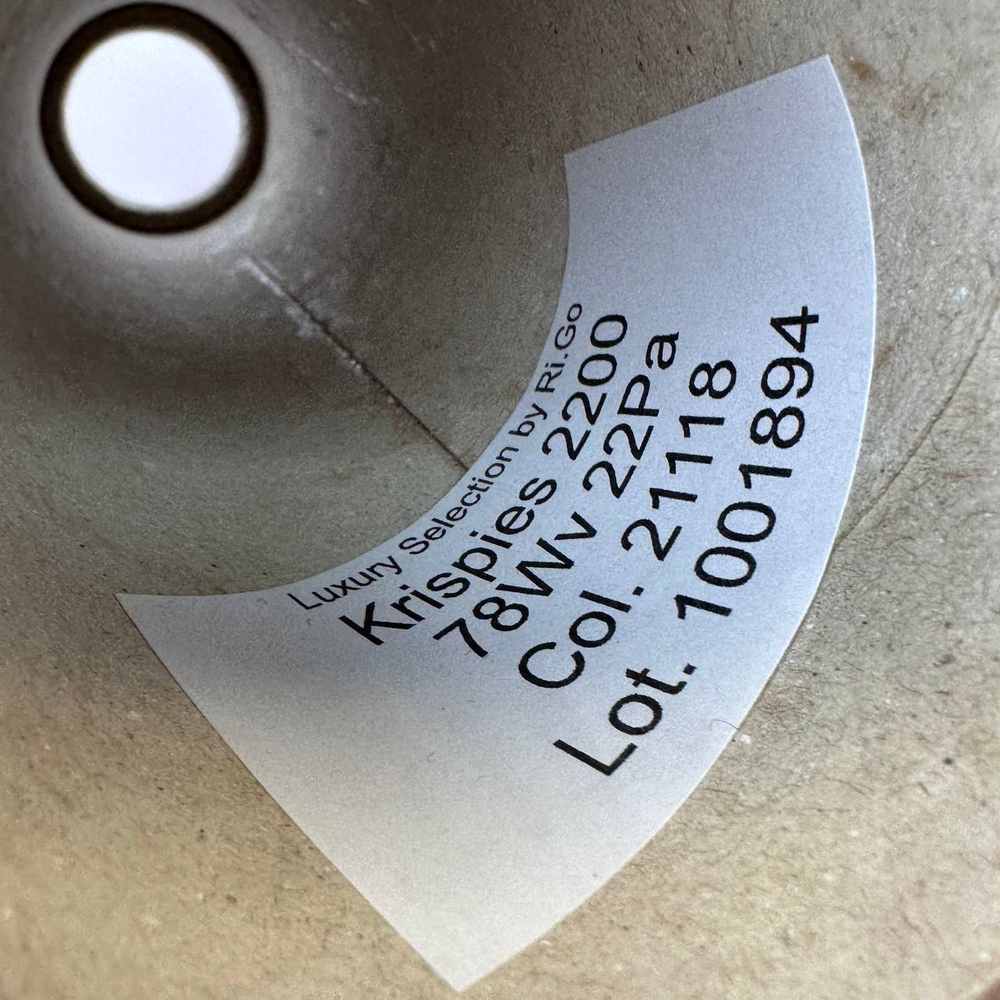 Luxury Selection by Ri.Go
Krispies 2200
78Wv 22Pa
Col. 21118
Lot. 1001894